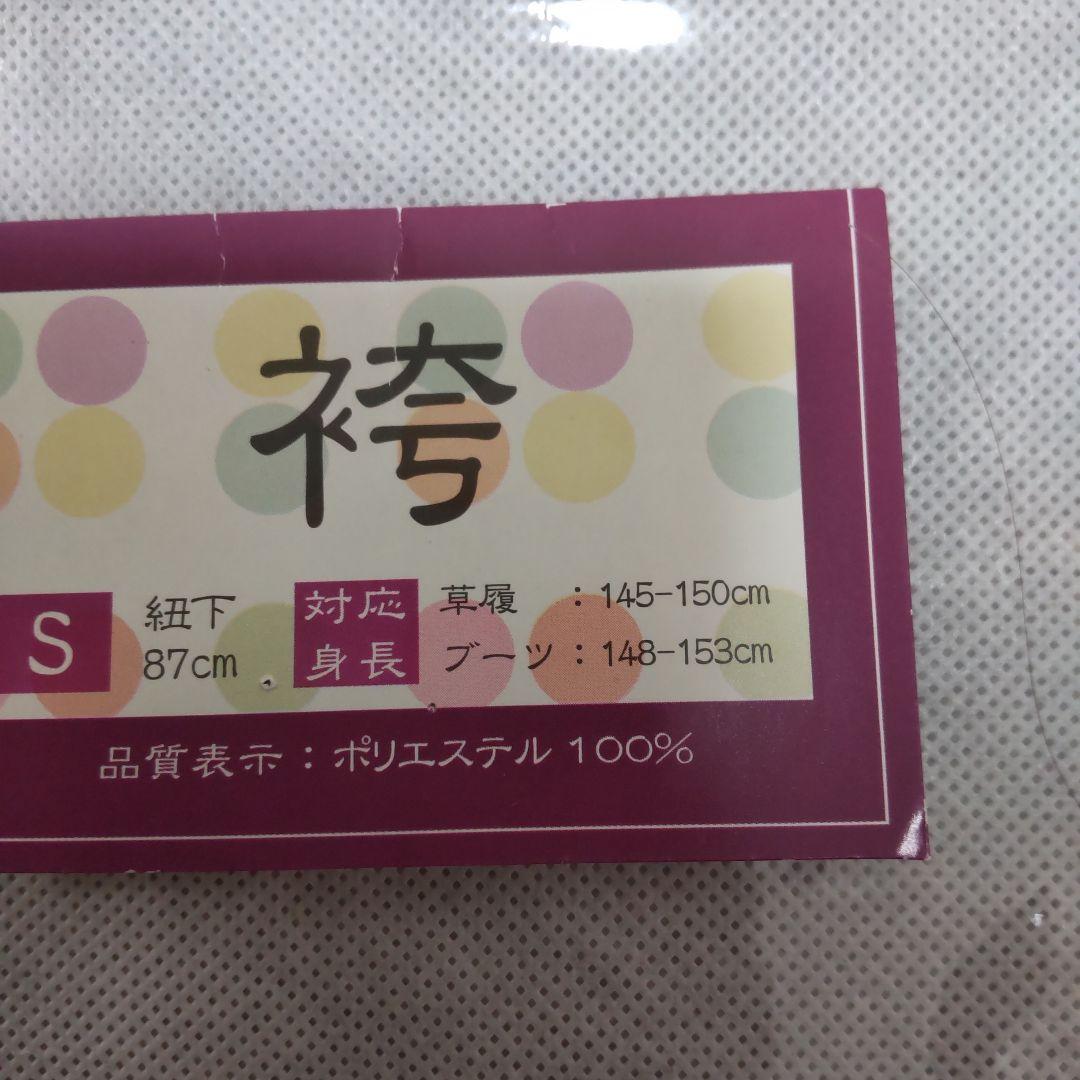 袴
S 紐下 87cm
対応身長
草履 : 145-150cm
ブーツ : 148-153cm
品質表示 : ポリエステル 100%